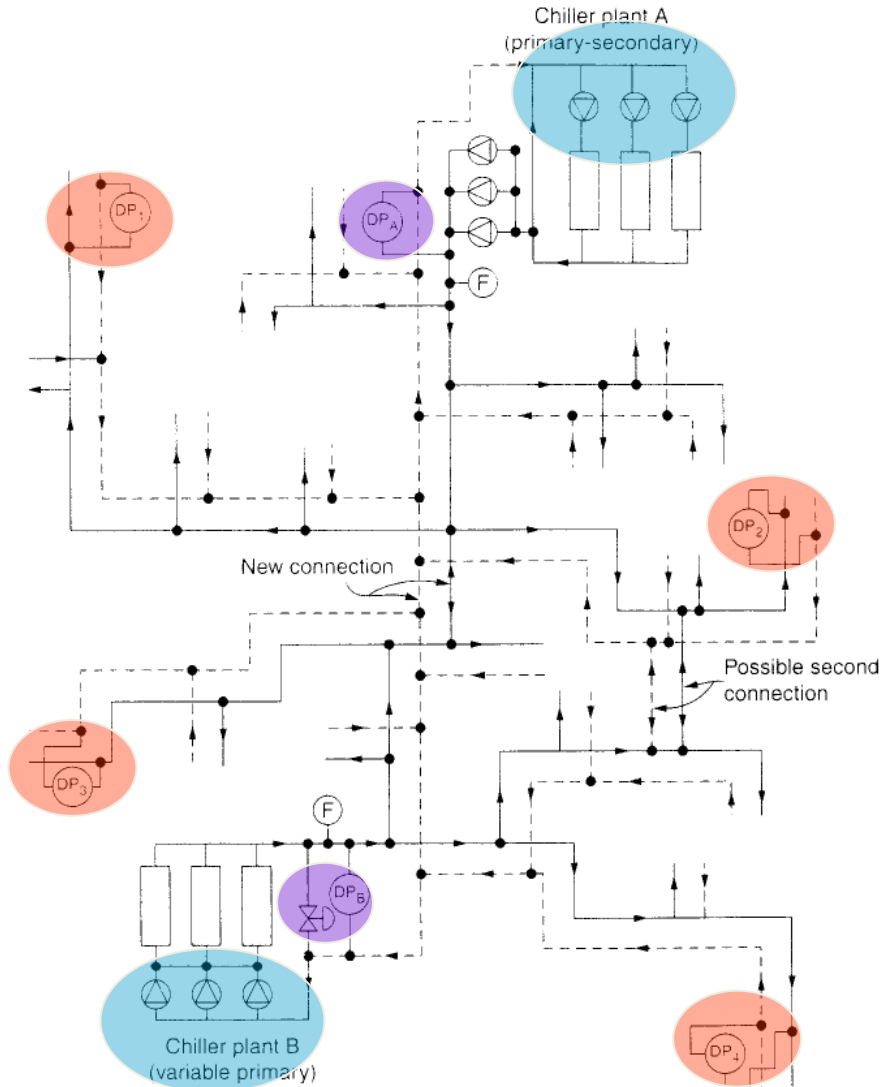 Chiller plant A
(primary-secondary)
DP1
DPA
F
DP2
New connection
Possible second
connection
DP3
F
DPB
Chiller plant B
(variable primary)
DP4